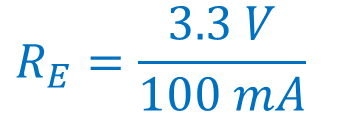 R_E = 3.3 V / 100 mA